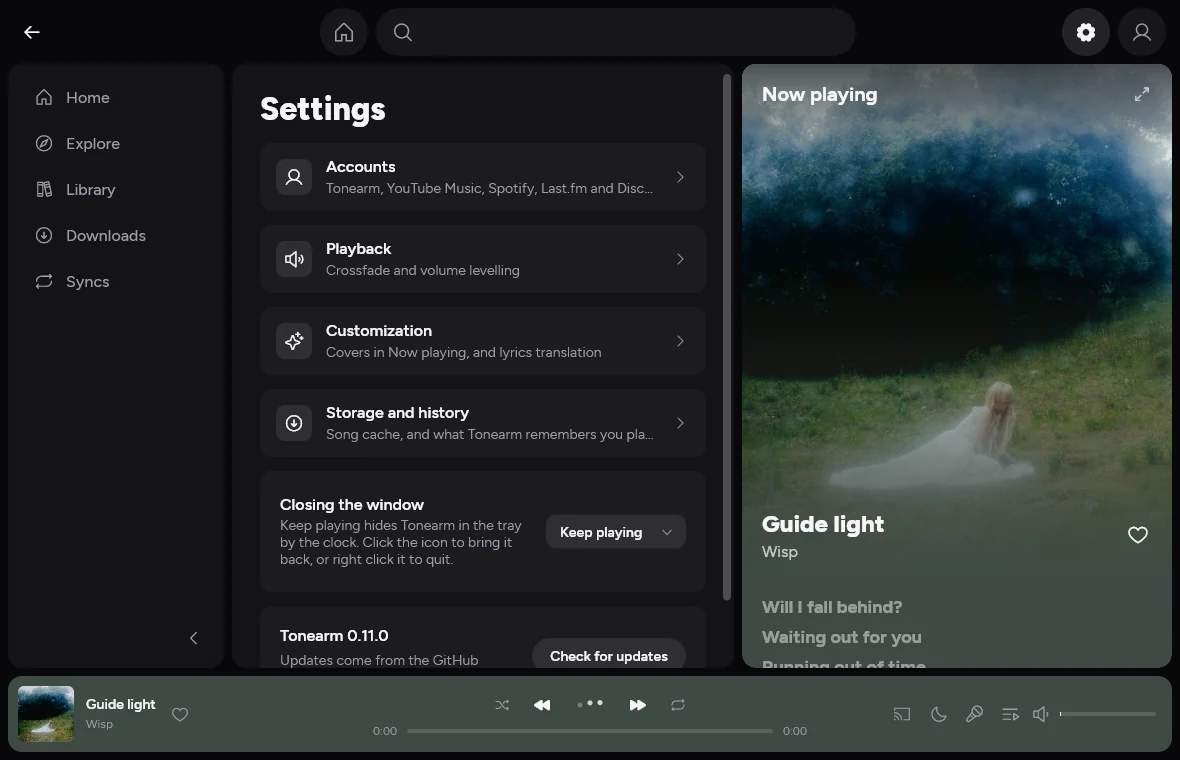 Home
Explore
Library
Downloads
Syncs
Settings
Accounts
Tonearm, YouTube Music, Spotify, Last.fm and Disc...
Playback
Crossfade and volume levelling
Customization
Covers in Now playing, and lyrics translation
Storage and history
Song cache, and what Tonearm remembers you pla...
Closing the window
Keep playing hides Tonearm in the tray
by the clock. Click the icon to bring it
back, or right click it to quit.
Keep playing
Tonearm 0.11.0
Updates come from the GitHub
Check for updates
Now playing
Guide light
Wisp
Will I fall behind?
Waiting out for you
Running out of time
Guide light
Wisp
0:00
0:00